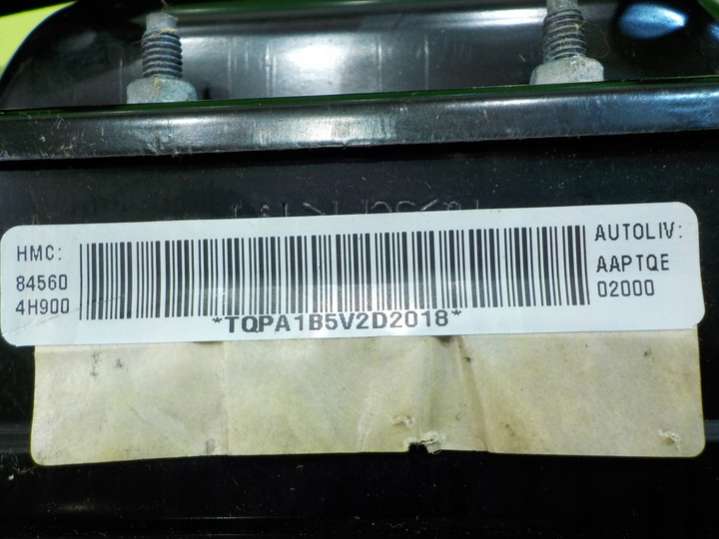 HMC:
84560
4H900
*TQPA1B5V2D2018*
AUTOLIV:
AAPTQE
02000